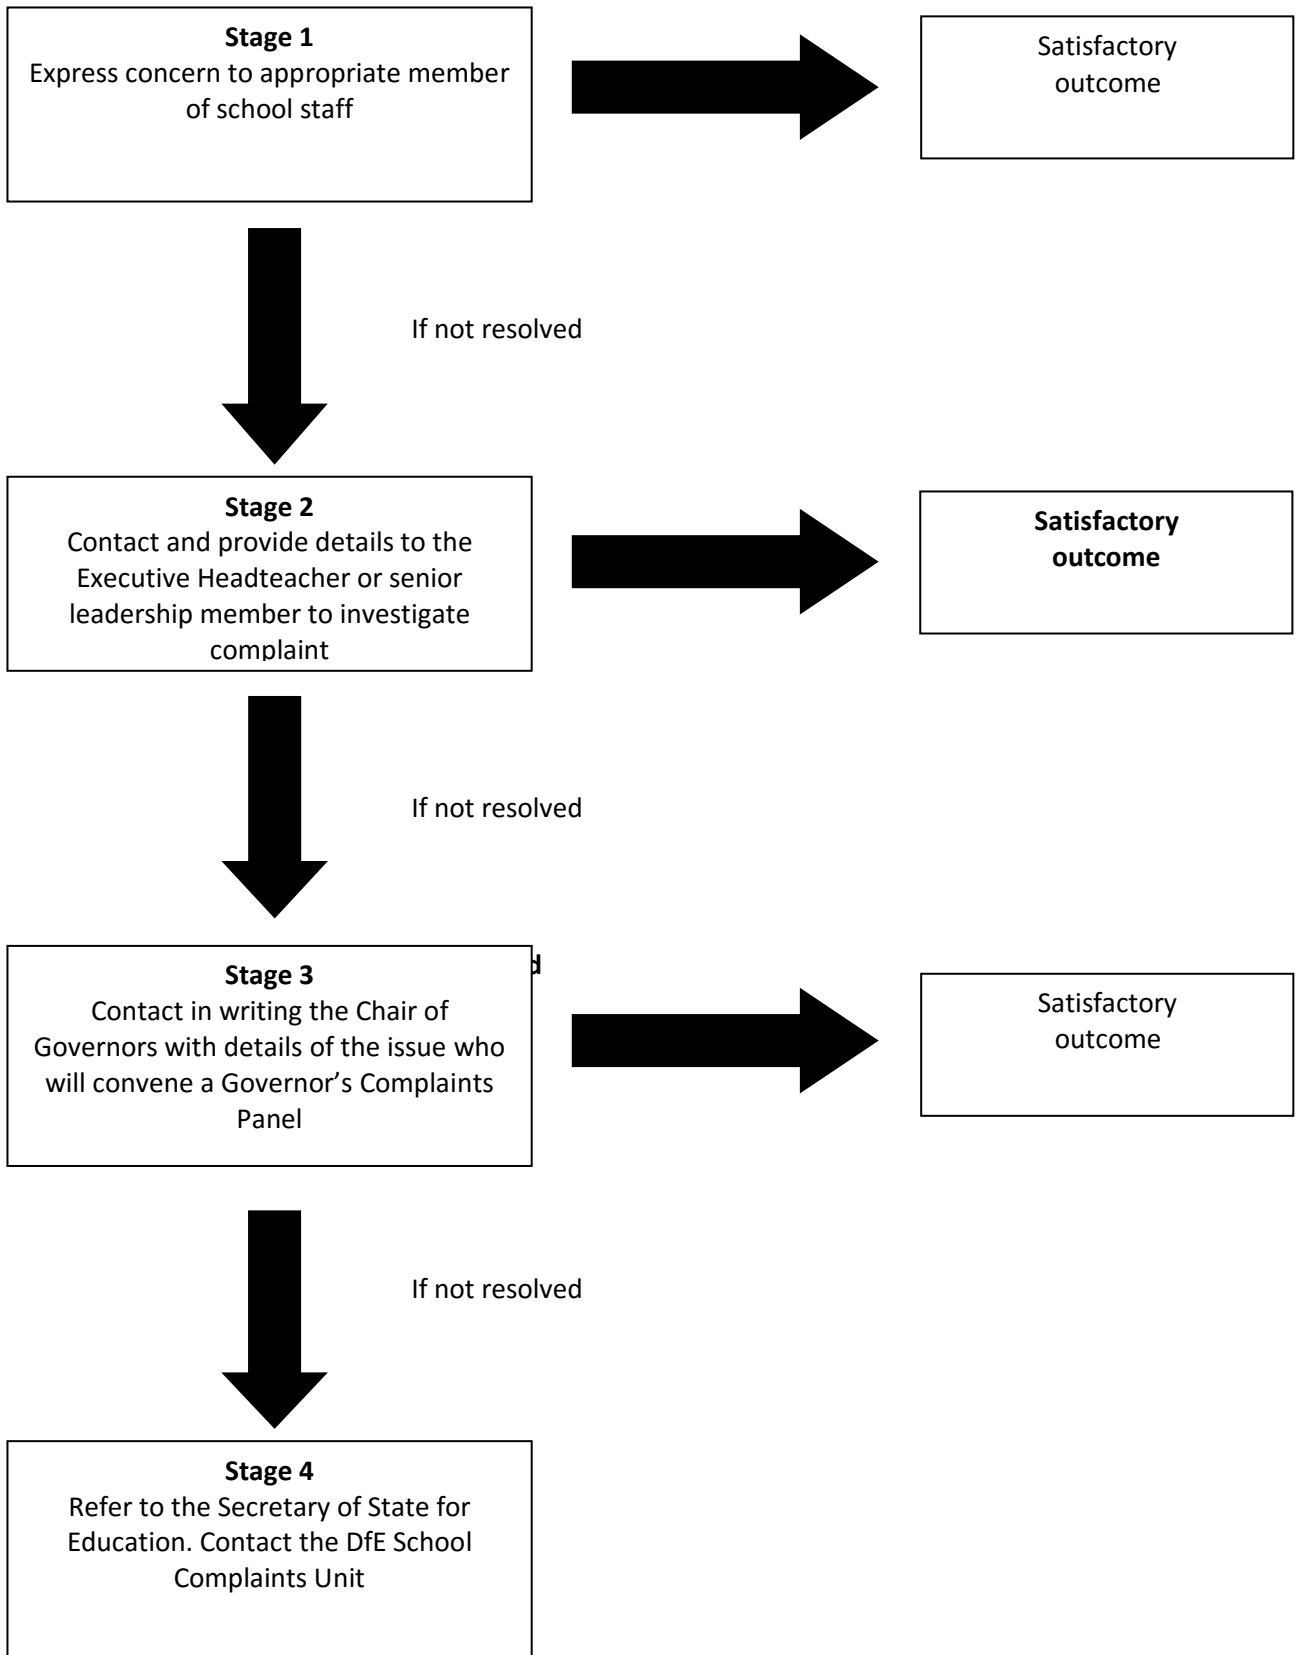 Stage 1
Express concern to appropriate member
of school staff
Satisfactory
outcome
If not resolved
Stage 2
Contact and provide details to the
Executive Headteacher or senior
leadership member to investigate
complaint
Satisfactory
outcome
If not resolved
d
Stage 3
Contact in writing the Chair of
Governors with details of the issue who
will convene a Governor’s Complaints
Panel
Satisfactory
outcome
If not resolved
Stage 4
Refer to the Secretary of State for
Education. Contact the DfE School
Complaints Unit